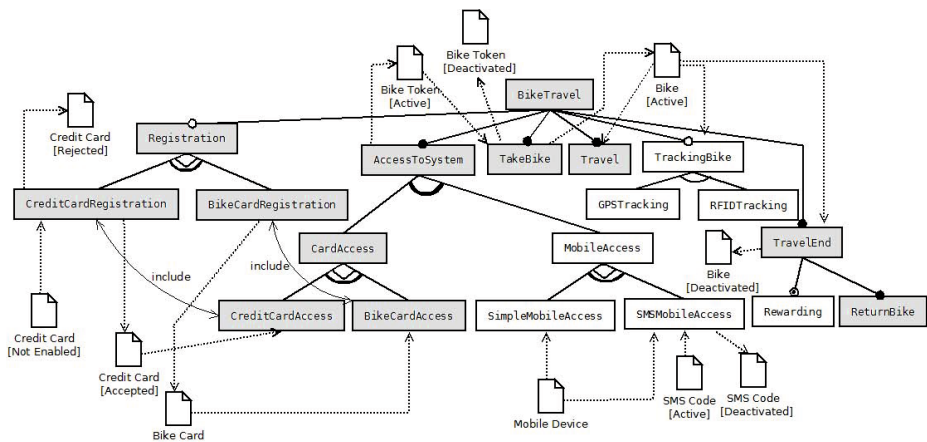 Bike Token
[Deactivated]
Bike Token
[Active]
Bike
[Active]
BikeTravel
Credit Card
[Rejected]
Registration
AccessToSystem
TakeBike
Travel
TrackingBike
CreditCardRegistration
BikeCardRegistration
GPSTracking
RFIDTracking
CardAccess
MobileAccess
TravelEnd
include
include
Bike
[Deactivated]
CreditCardAccess
BikeCardAccess
SimpleMobileAccess
SMSMobileAccess
Rewarding
ReturnBike
Credit Card
[Not Enabled]
Credit Card
[Accepted]
Bike Card
Mobile Device
SMS Code
[Active]
SMS Code
[Deactivated]